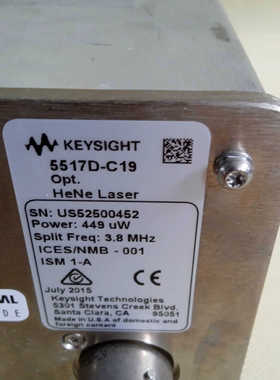 KEYSIGHT
5517D-C19
Opt.
HeNe Laser
SN: US52500452
Power: 449 uW
Split Freq: 3.8 MHz
ICES/NMB - 001
ISM 1-A
July 2015
Keysight Technologies
5301 Stevens Creek Blvd.
Santa Clara, CA 95051
Made in U.S.A of domestic and
foreign content
AL
DE